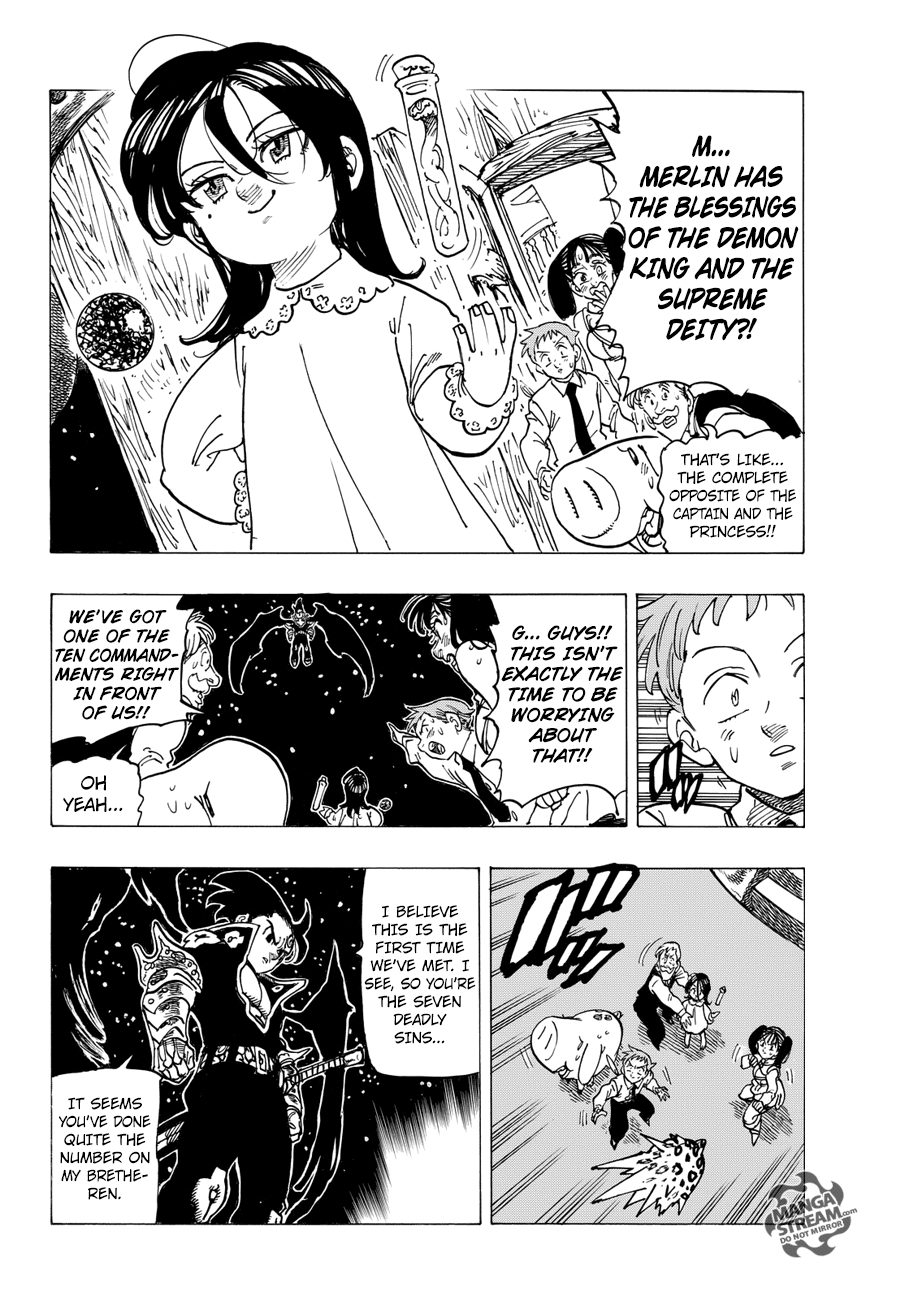 M...
MERLIN HAS
THE BLESSINGS
OF THE DEMON
KING AND THE
SUPREME
DEITY?!
THAT'S LIKE...
THE COMPLETE
OPPOSITE OF THE
CAPTAIN AND THE
PRINCESS!!
WE'VE GOT
ONE OF THE
TEN COMMAND-
MENTS RIGHT
IN FRONT
OF US!!
OH
YEAH...
G... GUYS!!
THIS ISN'T
EXACTLY THE
TIME TO BE
WORRYING
ABOUT
THAT!!
I BELIEVE
THIS IS THE
FIRST TIME
WE'VE MET. I
SEE, SO YOU'RE
THE SEVEN
DEADLY
SINS...
IT SEEMS
YOU'VE DONE
QUITE THE
NUMBER ON
MY BRETHE-
REN.
MANGA
STREAM.com
DO NOT MIRROR